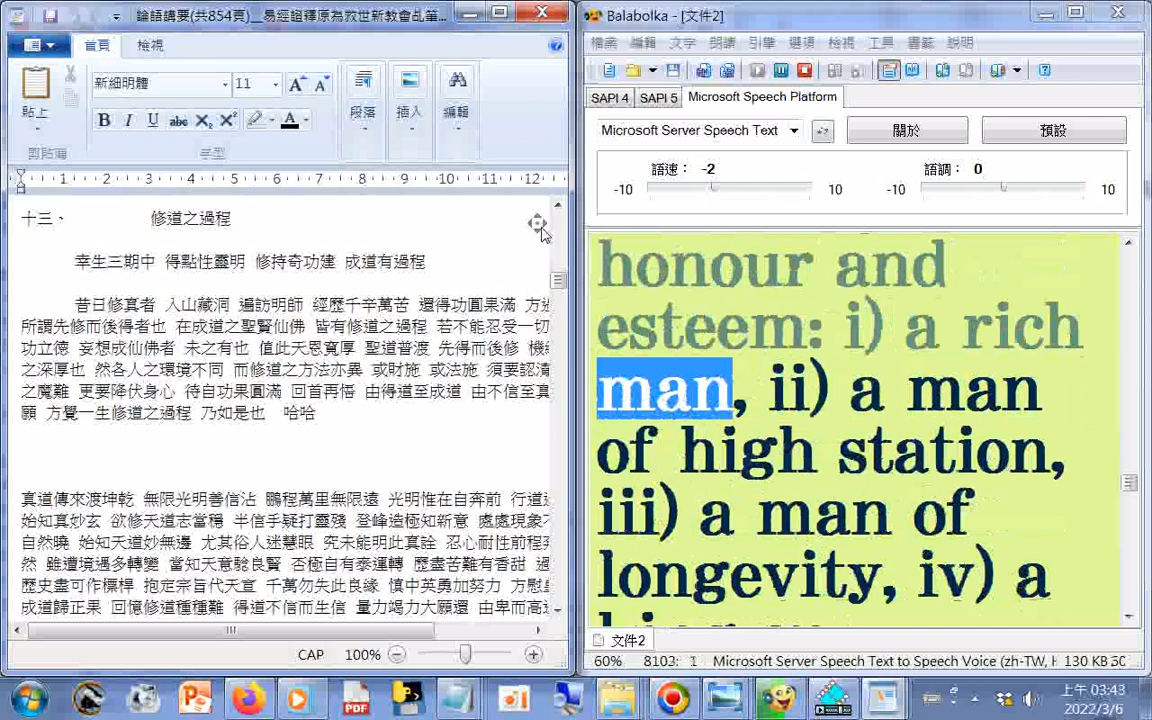 論語講要(共854頁)__易經證釋原為救世新教會乩筆...
首頁 檢視
新細明體 11
貼上 段落 插入 編輯
剪貼簿 字型
1 2 3 4 5 6 7 8 9 10 11 12
十三、 修道之過程
幸生三期中 得點性靈明 修持奇功建 成道有過程
昔日修真者 入山藏洞 遍訪明師 經歷千辛萬苦 還得功圓果滿 方
所謂先修而後得者也 在成道之聖賢仙佛 皆有修道之過程 若不能忍受一切
功立德 妄想成仙佛者 未之有也 值此天恩寬厚 聖道普渡 先得而後修 機
之深厚也 然各人之環境不同 而修道之方法亦異 或財施 或法施 須要認清
之魔難 更要降伏身心 待自功果圓滿 回首再悟 由得道至成道 由不信至真
願 方覺一生修道之過程 乃如是也 哈哈
真道傳來渡坤乾 無限光明善信沾 鵬程萬里無限遠 光明惟在自奔前 行道
始知真妙玄 欲修天道志當穩 半信乎疑打靈殘 登峰造極知新意 處處現象
自然曉 始知天道妙無邊 尤其俗人迷慧眼 究未能明此真詮 忍心耐性前程
然 雖遭境遇多轉變 當知天意驗良賢 否極自有泰運轉 歷盡苦難有香甜
歷史盡可作標桿 抱定宗旨代天宣 千萬勿失此良緣 慎中英勇加努力 方慰
成道歸正果 回憶修道種種難 得道不信而生信 量力竭力大願還 由卑而高
CAP 100%
Balabolka - [文件2]
檔案 編輯 文字 朗讀 引擎 選項 檢視 工具 書籤 說明
SAPI 4 SAPI 5 Microsoft Speech Platform
Microsoft Server Speech Text 關於 預設
語速： -2 語調： 0
-10 10 -10 10
honour and
esteem: i) a rich
man, ii) a man
of high station,
iii) a man of
longevity, iv) a
文件2
60% 8103: 1 Microsoft Server Speech Text to Speech Voice (zh-TW, 130 KB
上午 03:43
2022/3/6